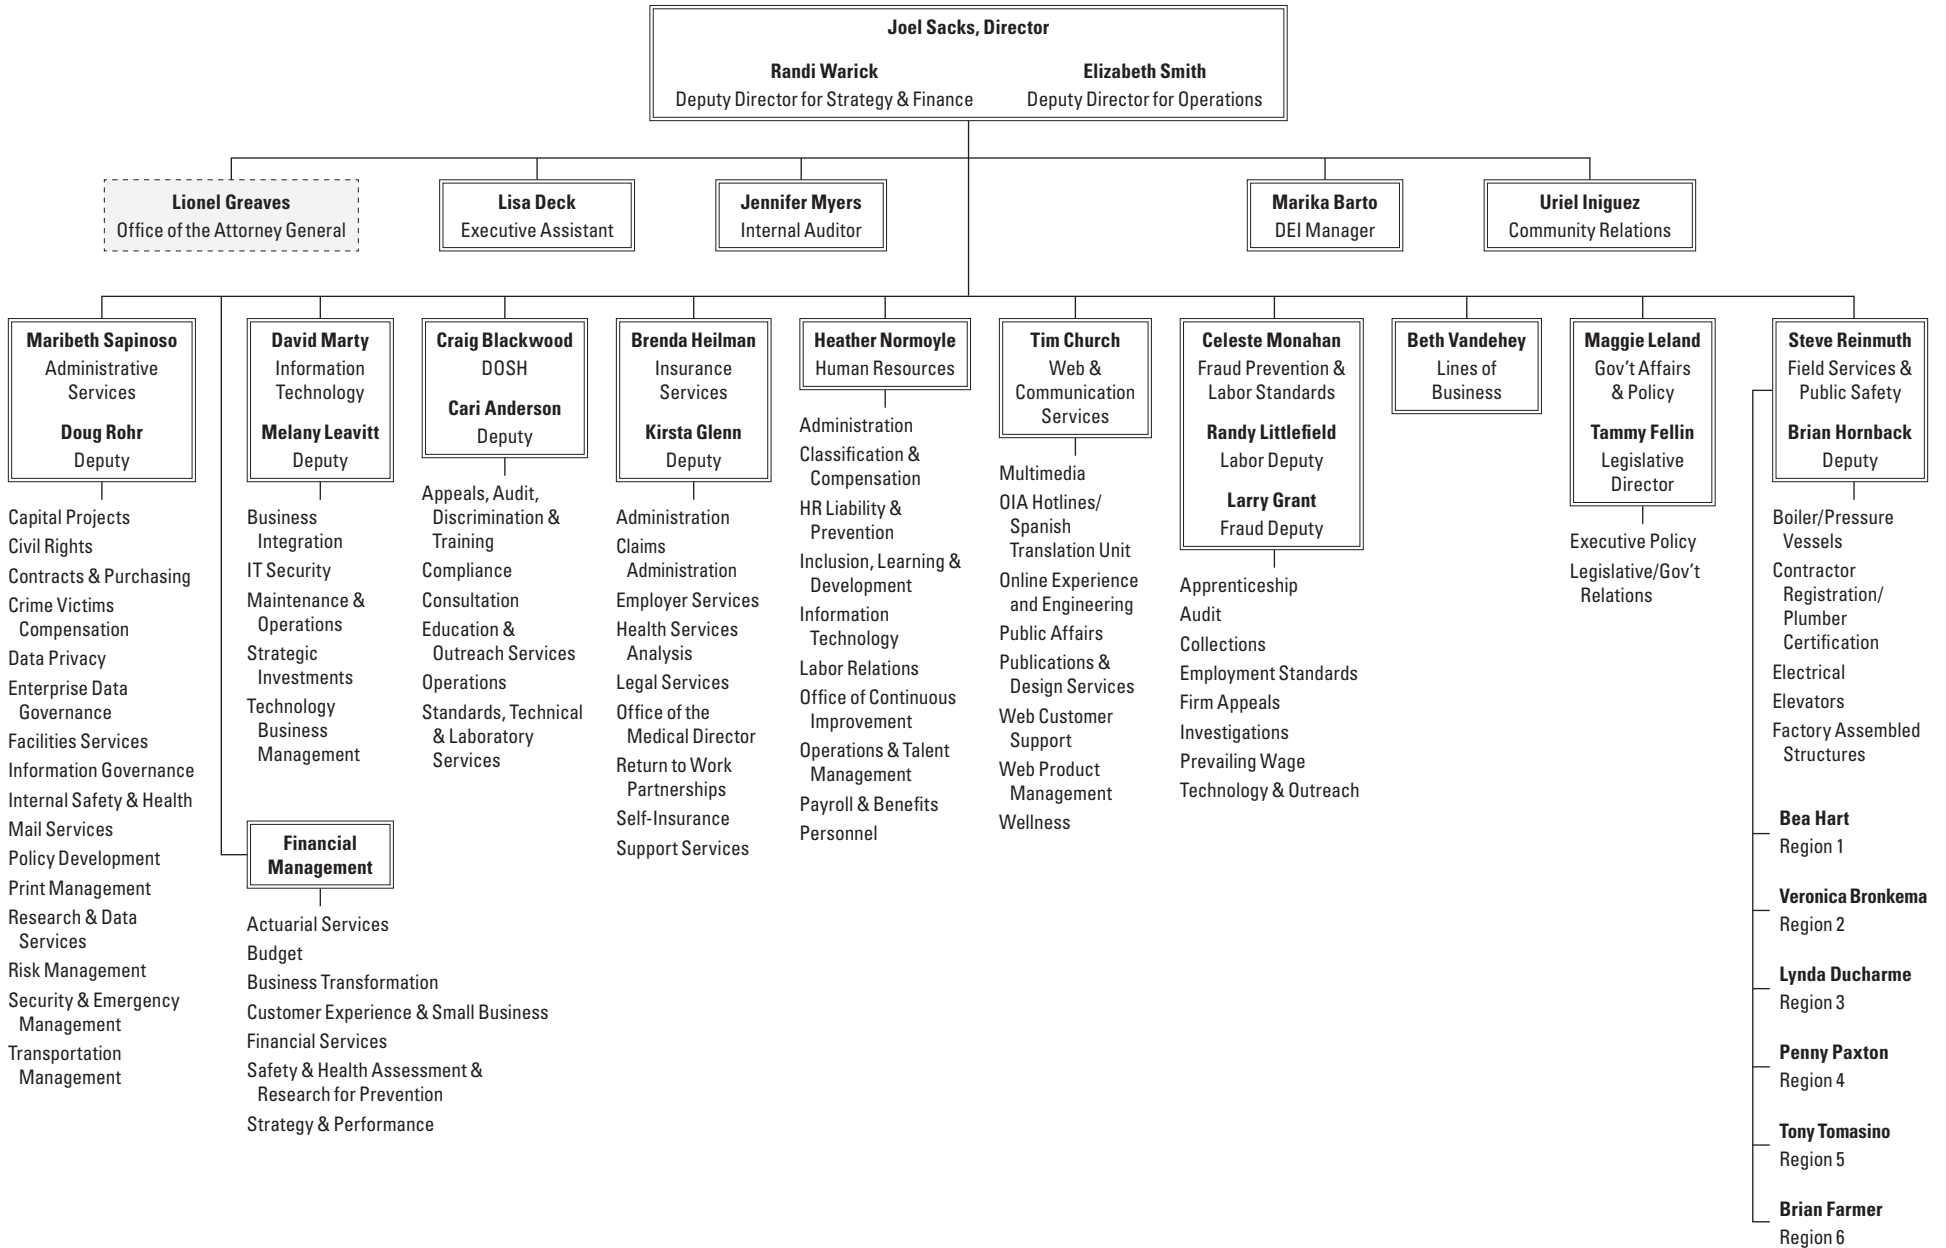 Joel Sacks, Director
Randi Warick
Deputy Director for Strategy & Finance
Elizabeth Smith
Deputy Director for Operations
Lionel Greaves
Office of the Attorney General
Lisa Deck
Executive Assistant
Jennifer Myers
Internal Auditor
Marika Barto
DEI Manager
Uriel Iniguez
Community Relations
Maribeth Sapinoso
Administrative
Services
Doug Rohr
Deputy
Capital Projects
Civil Rights
Contracts & Purchasing
Crime Victims
Compensation
Data Privacy
Enterprise Data
Governance
Facilities Services
Information Governance
Internal Safety & Health
Mail Services
Policy Development
Print Management
Research & Data
Services
Risk Management
Security & Emergency
Management
Transportation
Management
David Marty
Information
Technology
Melany Leavitt
Deputy
Business
Integration
IT Security
Maintenance &
Operations
Strategic
Investments
Technology
Business
Management
Financial
Management
Actuarial Services
Budget
Business Transformation
Customer Experience & Small Business
Financial Services
Safety & Health Assessment &
Research for Prevention
Strategy & Performance
Craig Blackwood
DOSH
Cari Anderson
Deputy
Appeals, Audit,
Discrimination &
Training
Compliance
Consultation
Education &
Outreach Services
Operations
Standards, Technical
& Laboratory
Services
Brenda Heilman
Insurance
Services
Kirsta Glenn
Deputy
Administration
Claims
Administration
Employer Services
Health Services
Analysis
Legal Services
Office of the
Medical Director
Return to Work
Partnerships
Self-Insurance
Support Services
Heather Normoyle
Human Resources
Administration
Classification &
Compensation
HR Liability &
Prevention
Inclusion, Learning &
Development
Information
Technology
Labor Relations
Office of Continuous
Improvement
Operations & Talent
Management
Payroll & Benefits
Personnel
Tim Church
Web &
Communication
Services
Multimedia
OIA Hotlines/
Spanish
Translation Unit
Online Experience
and Engineering
Public Affairs
Publications &
Design Services
Web Customer
Support
Web Product
Management
Wellness
Celeste Monahan
Fraud Prevention &
Labor Standards
Randy Littlefield
Labor Deputy
Larry Grant
Fraud Deputy
Apprenticeship
Audit
Collections
Employment Standards
Firm Appeals
Investigations
Prevailing Wage
Technology & Outreach
Beth Vandehey
Lines of
Business
Maggie Leland
Gov’t Affairs
& Policy
Tammy Fellin
Legislative
Director
Executive Policy
Legislative/Gov’t
Relations
Steve Reinmuth
Field Services &
Public Safety
Brian Hornback
Deputy
Boiler/Pressure
Vessels
Contractor
Registration/
Plumber
Certification
Electrical
Elevators
Factory Assembled
Structures
Bea Hart
Region 1
Veronica Bronkema
Region 2
Lynda Ducharme
Region 3
Penny Paxton
Region 4
Tony Tomasino
Region 5
Brian Farmer
Region 6